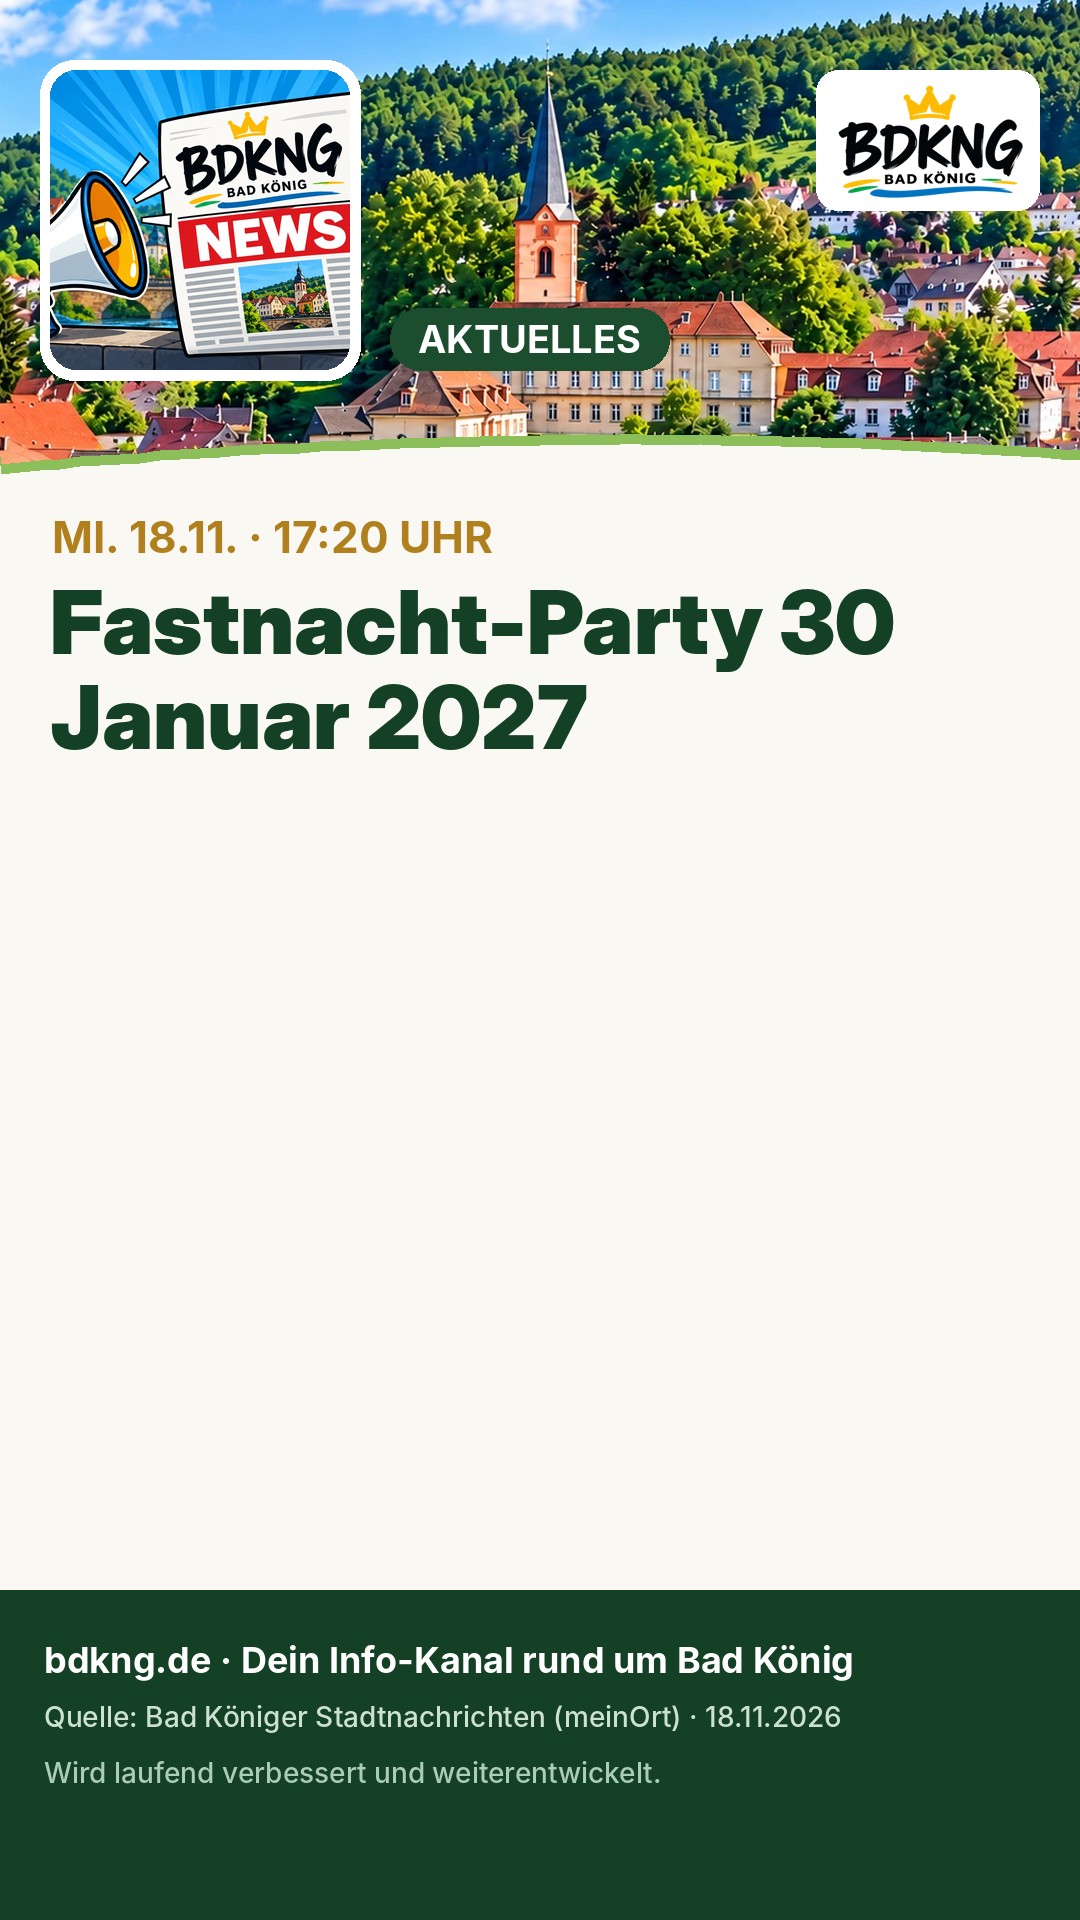 BDKNG
BAD KÖNIG
NEWS
BDKNG
BAD KÖNIG
AKTUELLES
MI. 18.11. · 17:20 UHR
Fastnacht-Party 30
Januar 2027
bdkng.de · Dein Info-Kanal rund um Bad König
Quelle: Bad Königer Stadtnachrichten (meinOrt) · 18.11.2026
Wird laufend verbessert und weiterentwickelt.